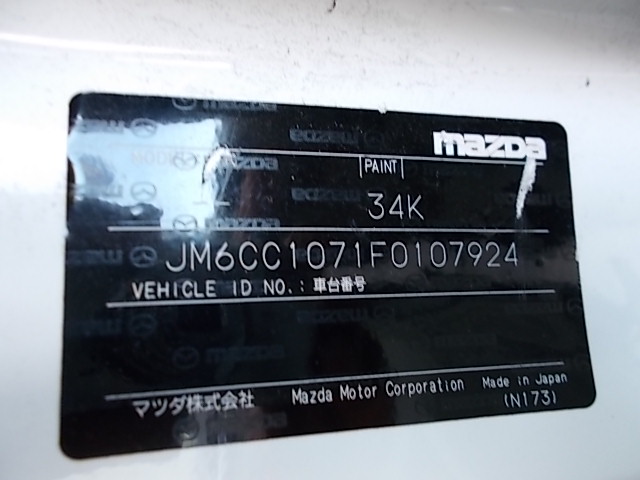 mazda
MODEL PAINT
-- 34K
JM6CC1071F0107924
VEHICLE ID NO.:車台番号
マツダ株式会社 Mazda Motor Corporation Made in Japan
(N173)